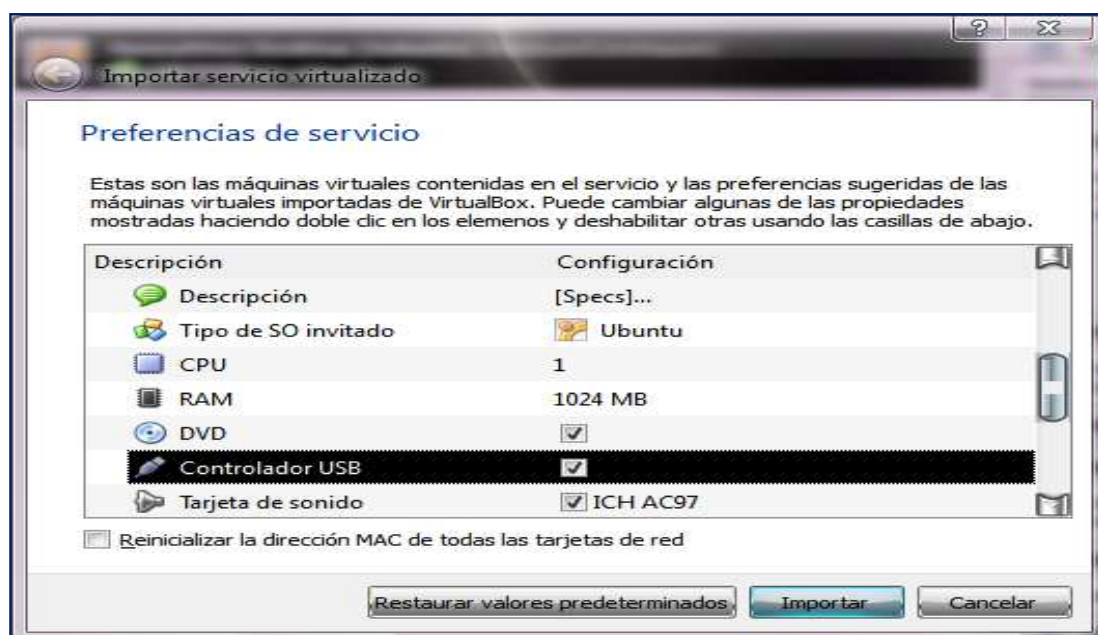 Importar servicio virtualizado
Preferencias de servicio
Estas son las máquinas virtuales contenidas en el servicio y las preferencias sugeridas de las
máquinas virtuales importadas de VirtualBox. Puede cambiar algunas de las propiedades
mostradas haciendo doble clic en los elemenos y deshabilitar otras usando las casillas de abajo.
Descripción Configuración
Descripción [Specs]...
Tipo de SO invitado Ubuntu
CPU 1
RAM 1024 MB
DVD
Controlador USB
Tarjeta de sonido ICH AC97
Reinicializar la dirección MAC de todas las tarjetas de red
Restaurar valores predeterminados Importar Cancelar